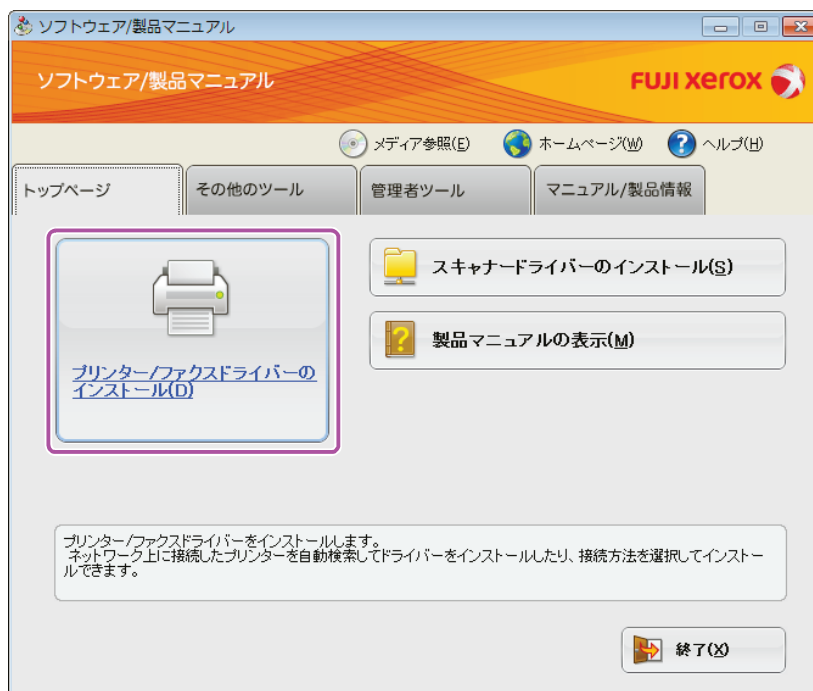 ソフトウェア/製品マニュアル
ソフトウェア/製品マニュアル
FUJI xerox
メディア参照(E) ホームページ(W) ヘルプ(H)
トップページ その他のツール 管理者ツール マニュアル/製品情報
プリンター/ファクスドライバーの
インストール(D)
スキャナードライバーのインストール(S)
製品マニュアルの表示(M)
プリンター/ファクスドライバーをインストールします。
ネットワーク上に接続したプリンターを自動検索してドライバーをインストールしたり、接続方法を選択してインストー
ルできます。
終了(X)